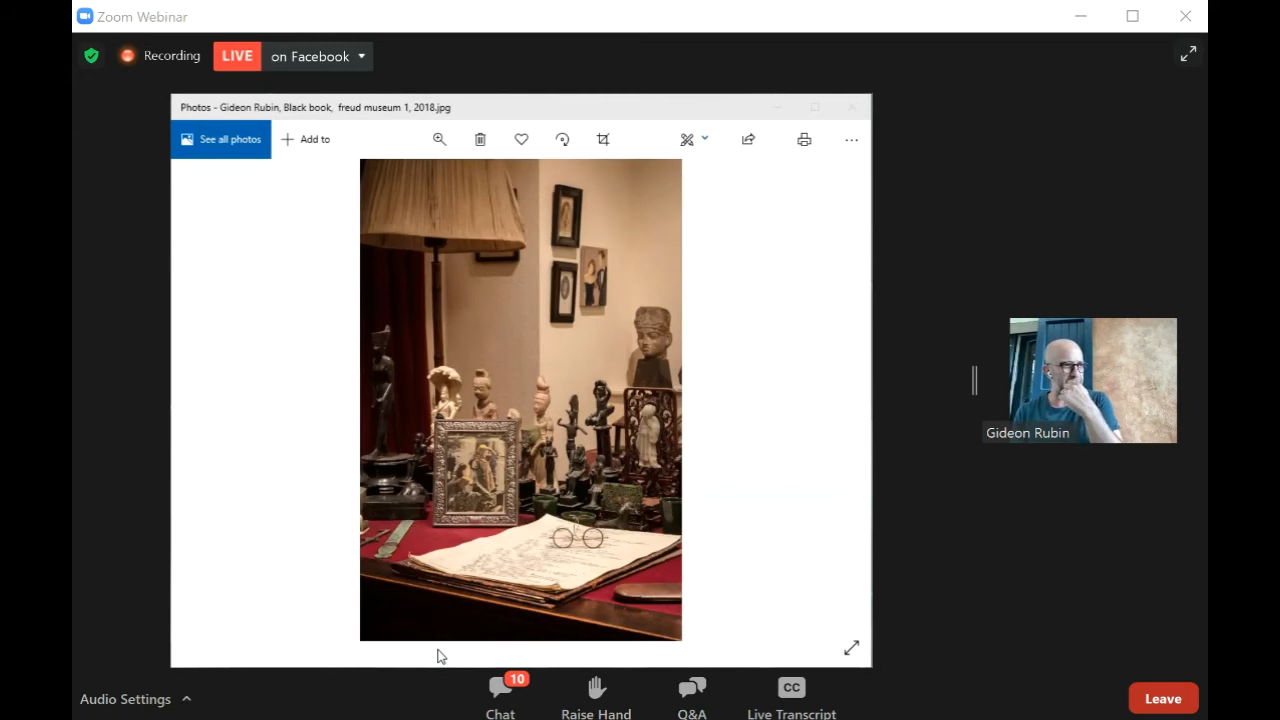 Zoom Webinar
Recording
LIVE on Facebook
Photos - Gideon Rubin, Black book, freud museum 1, 2018.jpg
See all photos
Add to
Gideon Rubin
Audio Settings
10
Chat
Raise Hand
Q&A
CC
Live Transcript
Leave